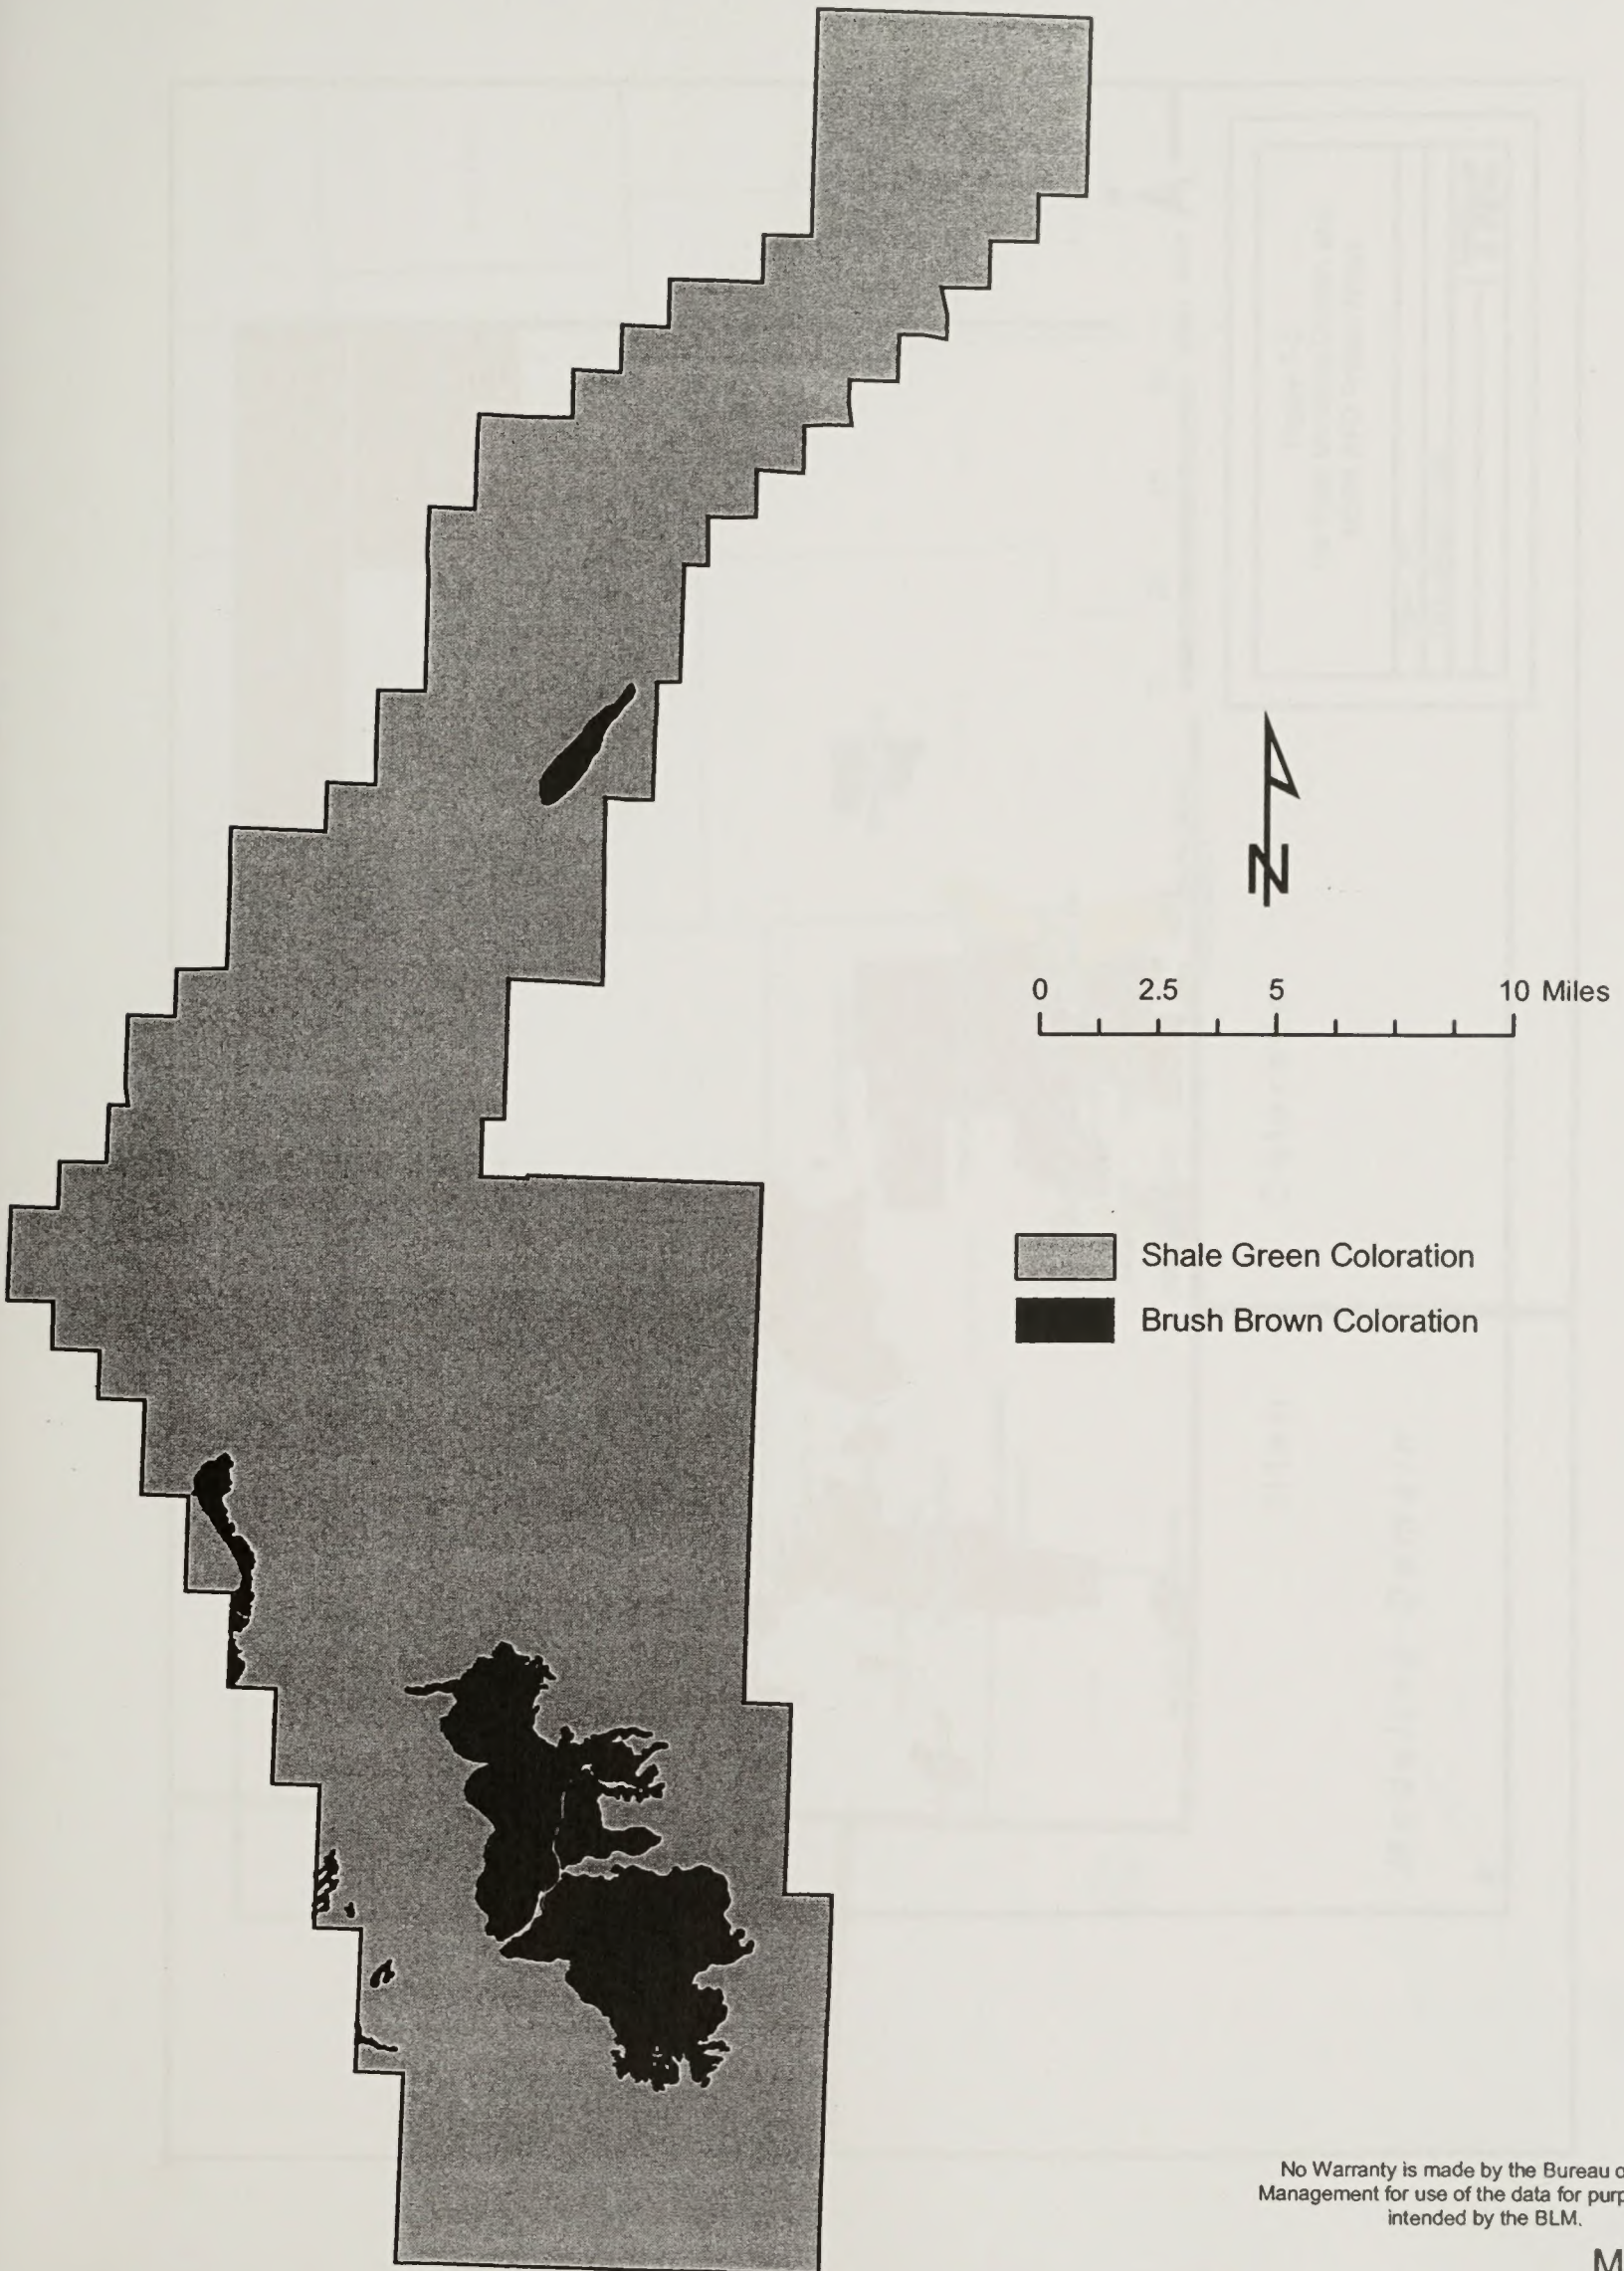 N
0 2.5 5 10 Miles
Shale Green Coloration
Brush Brown Coloration
No Warranty is made by the Bureau o
Management for use of the data for purp
intended by the BLM.
M